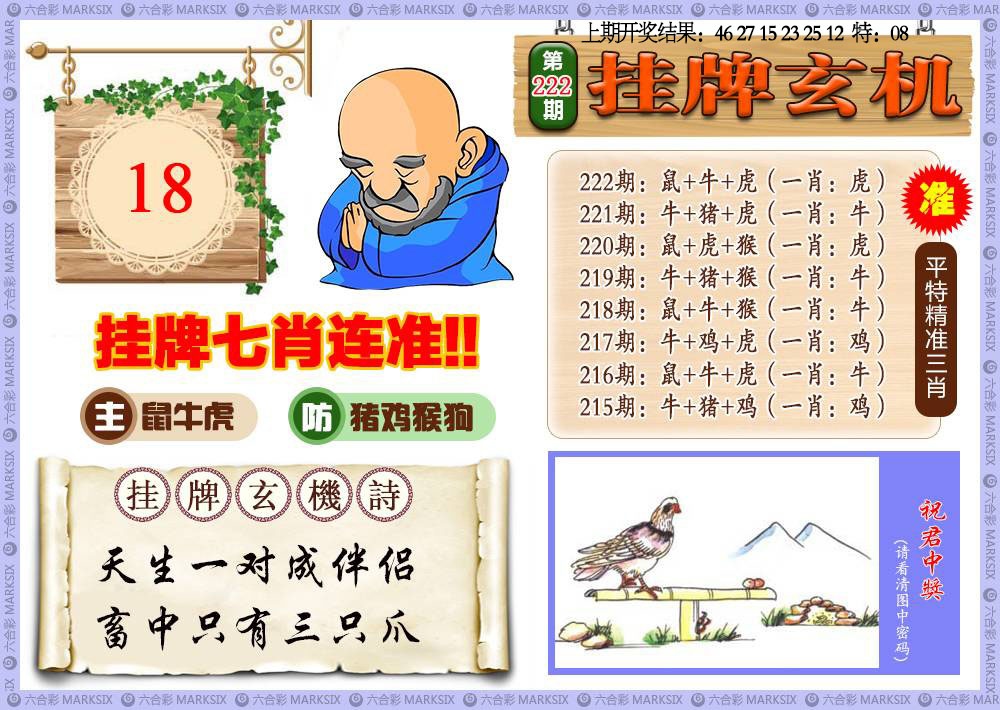 六合彩 MARKSIX
上期开奖结果：46 27 15 23 25 12 特：08
第222期
挂牌玄机
18
挂牌七肖连准!!
主 鼠牛虎
防 猪鸡猴狗
挂牌玄機詩
天生一对成伴侣
畜中只有三只爪
222期：鼠+牛+虎（一肖：虎）
221期：牛+猪+虎（一肖：牛）
220期：鼠+虎+猴（一肖：虎）
219期：牛+猪+猴（一肖：牛）
218期：鼠+牛+猴（一肖：牛）
217期：牛+鸡+虎（一肖：鸡）
216期：鼠+牛+虎（一肖：牛）
215期：牛+猪+鸡（一肖：鸡）
准
平特精准三肖
祝君中獎
（请看清图中密码）